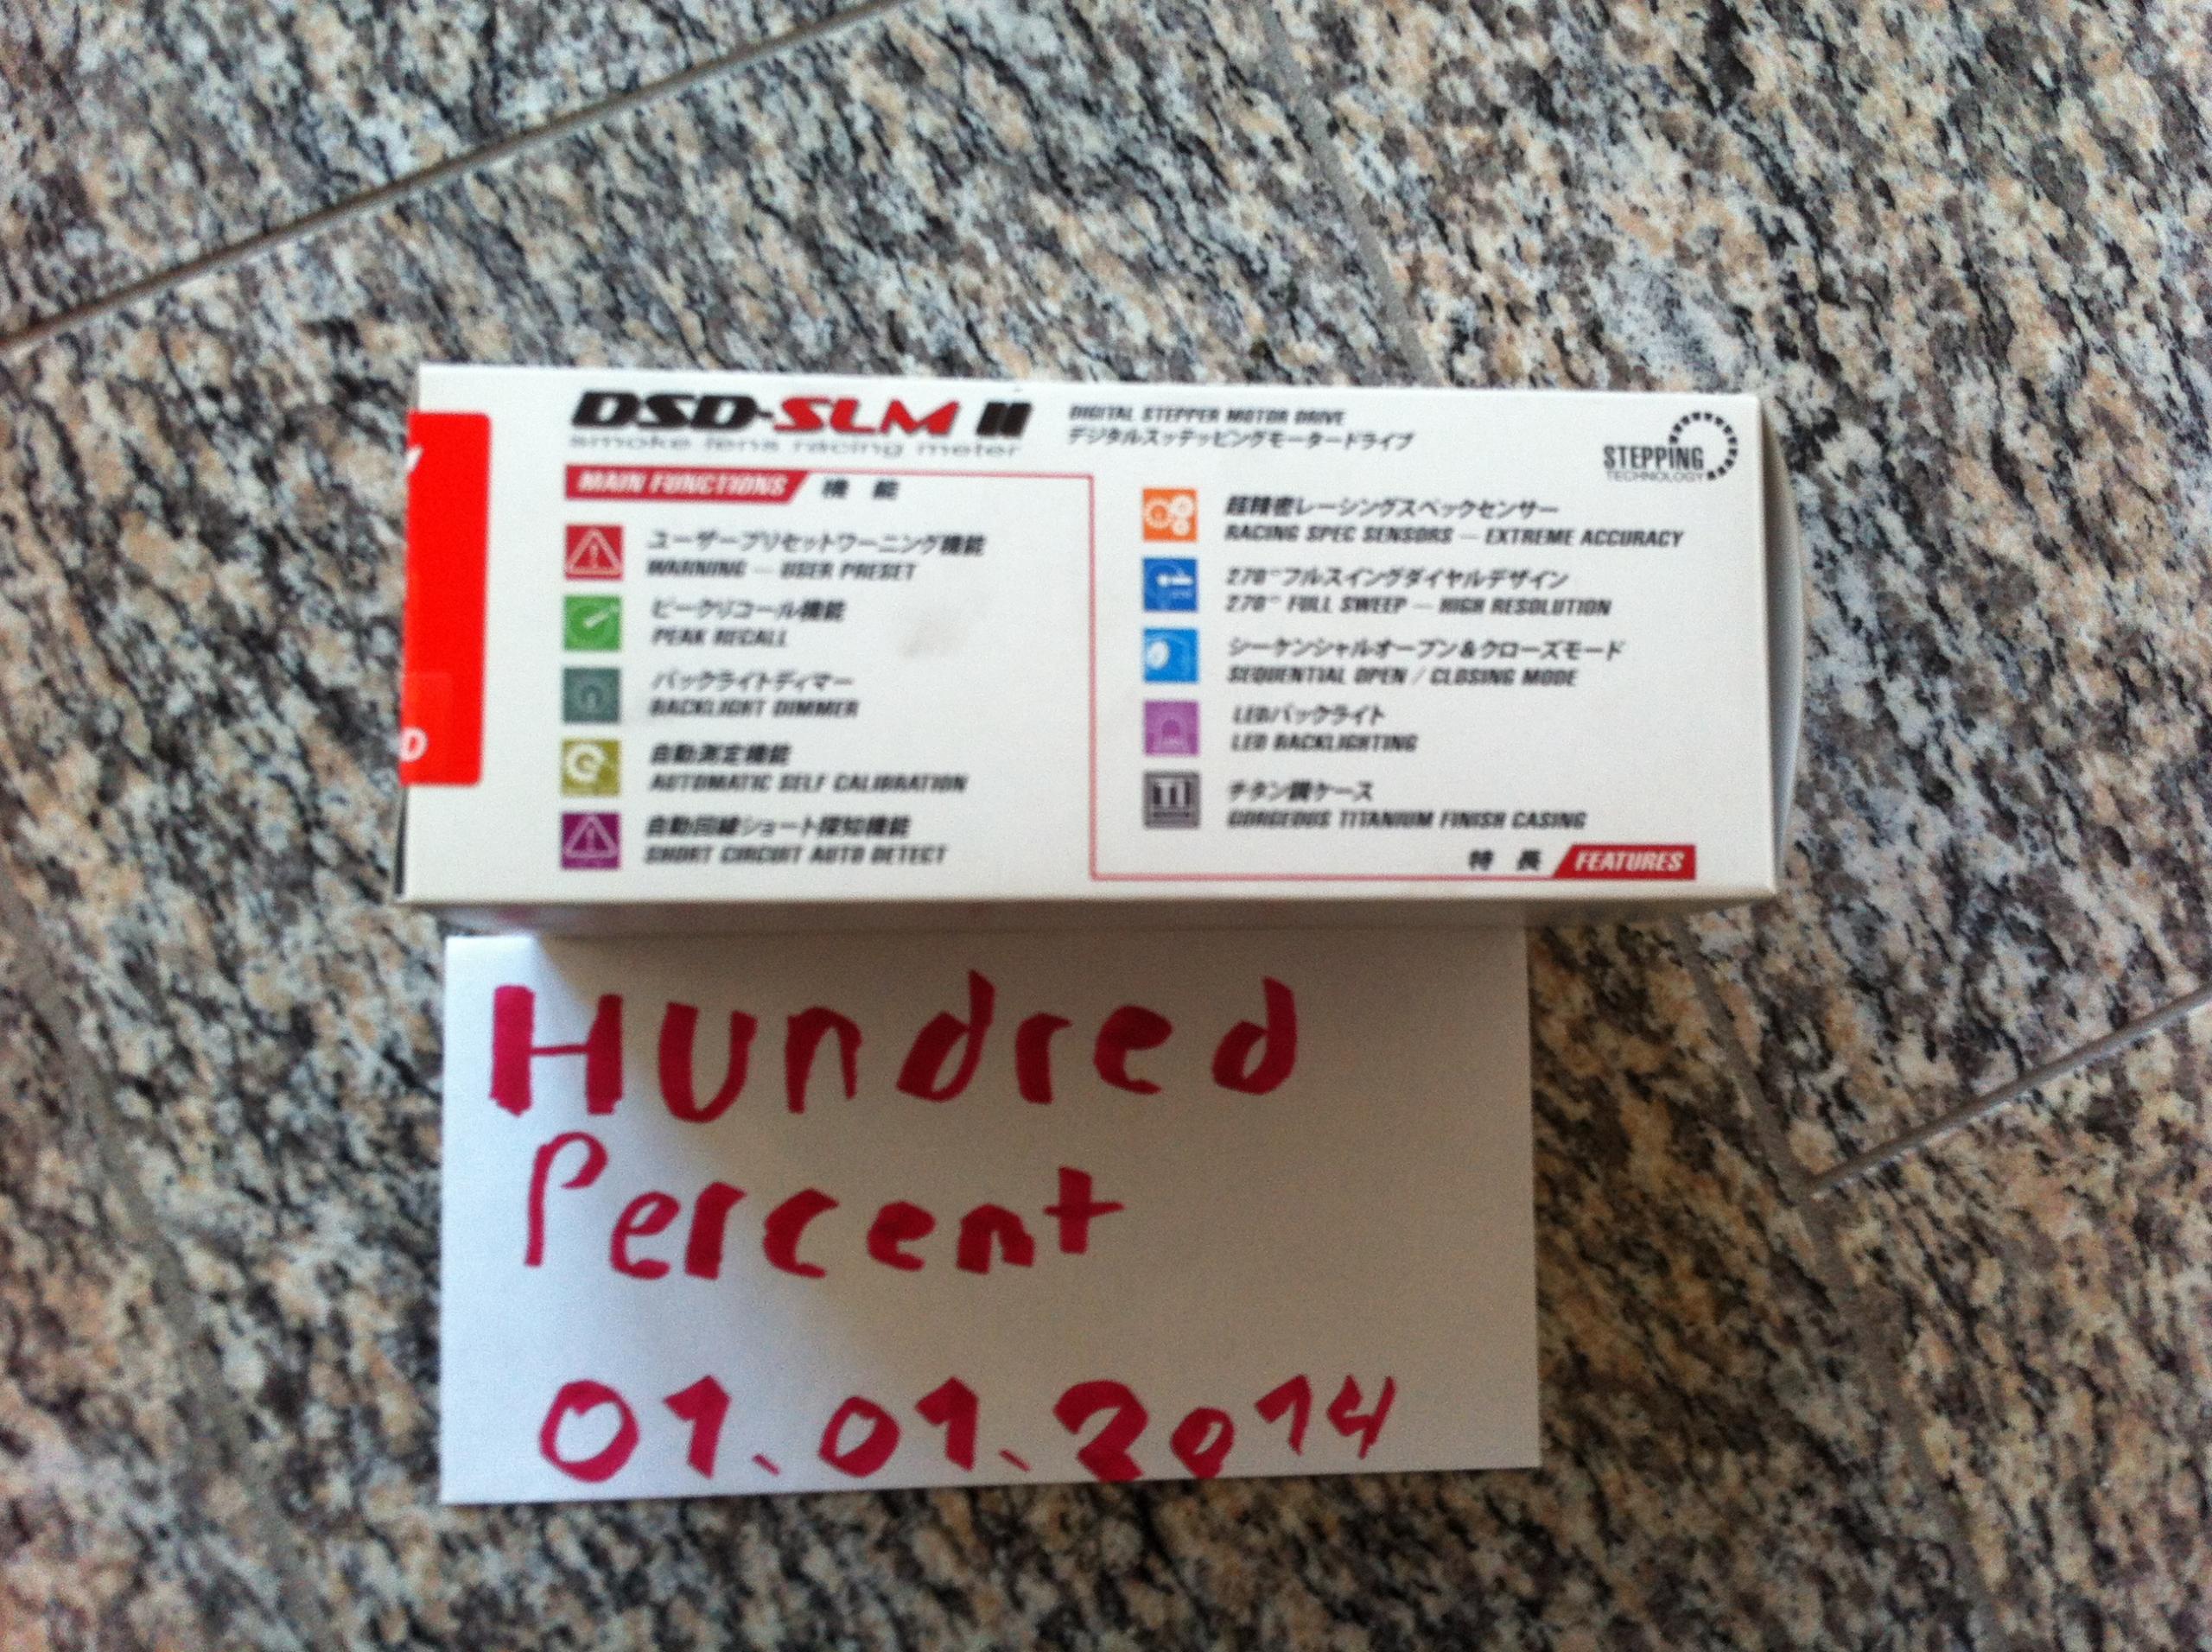 DSD-SLM II
smoke lens racing meter
DIGITAL STEPPER MOTOR DRIVE
デジタルステッピングモータードライブ
STEPPING
TECHNOLOGY
MAIN FUNCTIONS 機 能
ユーザープリセットワーニング機能
WARNING — USER PRESET
ピークリコール機能
PEAK RECALL
バックライトディマー
BACKLIGHT DIMMER
自動測定機能
AUTOMATIC SELF CALIBRATION
自動回線ショート探知機能
SHORT CIRCUIT AUTO DETECT
超精密レーシングスペックセンサー
RACING SPEC SENSORS — EXTREME ACCURACY
270°フルスイングダイヤルデザイン
270° FULL SWEEP — HIGH RESOLUTION
シーケンシャルオープン&クローズモード
SEQUENTIAL OPEN / CLOSING MODE
LEDバックライト
LED BACKLIGHTING
チタン調ケース
GORGEOUS TITANIUM FINISH CASING
特 長 FEATURES
D
Hundred
Percent
01.01.2014